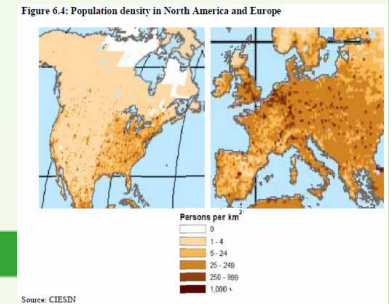 Figure 6.4: Population density in North America and Europe
Persons per km²
0
1 - 4
5 - 24
25 - 249
250 - 999
1,000 +
Source: CIESIN